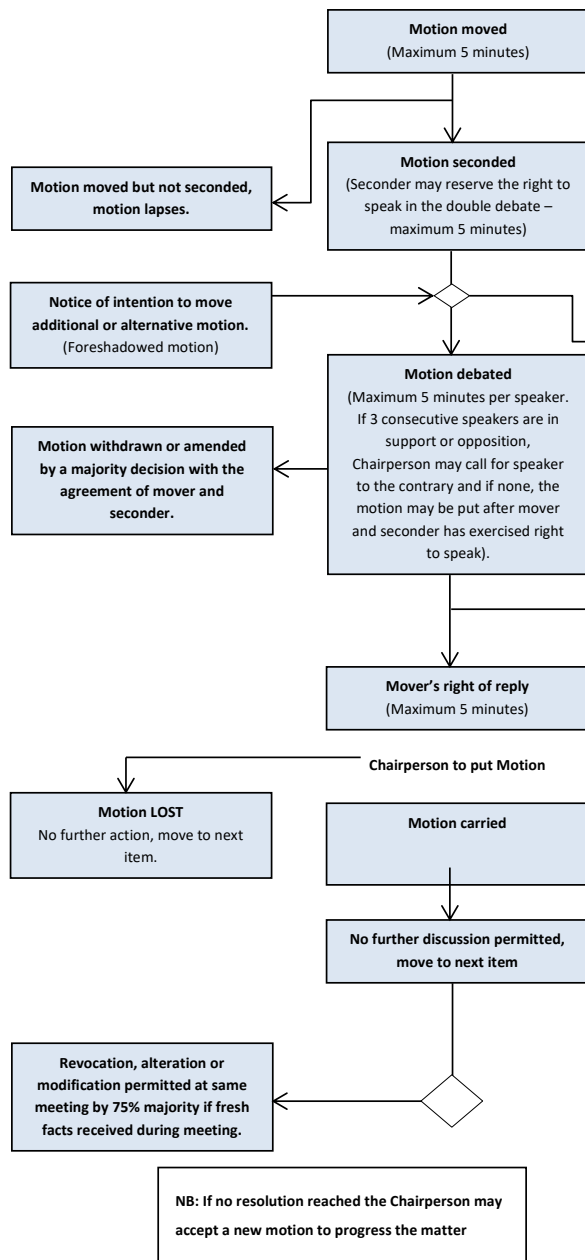 Motion moved
(Maximum 5 minutes)
Motion seconded
(Seconder may reserve the right to
speak in the double debate –
maximum 5 minutes)
Motion moved but not seconded,
motion lapses.
Notice of intention to move
additional or alternative motion.
(Foreshadowed motion)
Motion debated
(Maximum 5 minutes per speaker.
If 3 consecutive speakers are in
support or opposition,
Chairperson may call for speaker
to the contrary and if none, the
motion may be put after mover
and seconder has exercised right
to speak).
Motion withdrawn or amended
by a majority decision with the
agreement of mover and
seconder.
Mover’s right of reply
(Maximum 5 minutes)
Chairperson to put Motion
Motion LOST
No further action, move to next
item.
Motion carried
No further discussion permitted,
move to next item
Revocation, alteration or
modification permitted at same
meeting by 75% majority if fresh
facts received during meeting.
NB: If no resolution reached the Chairperson may
accept a new motion to progress the matter